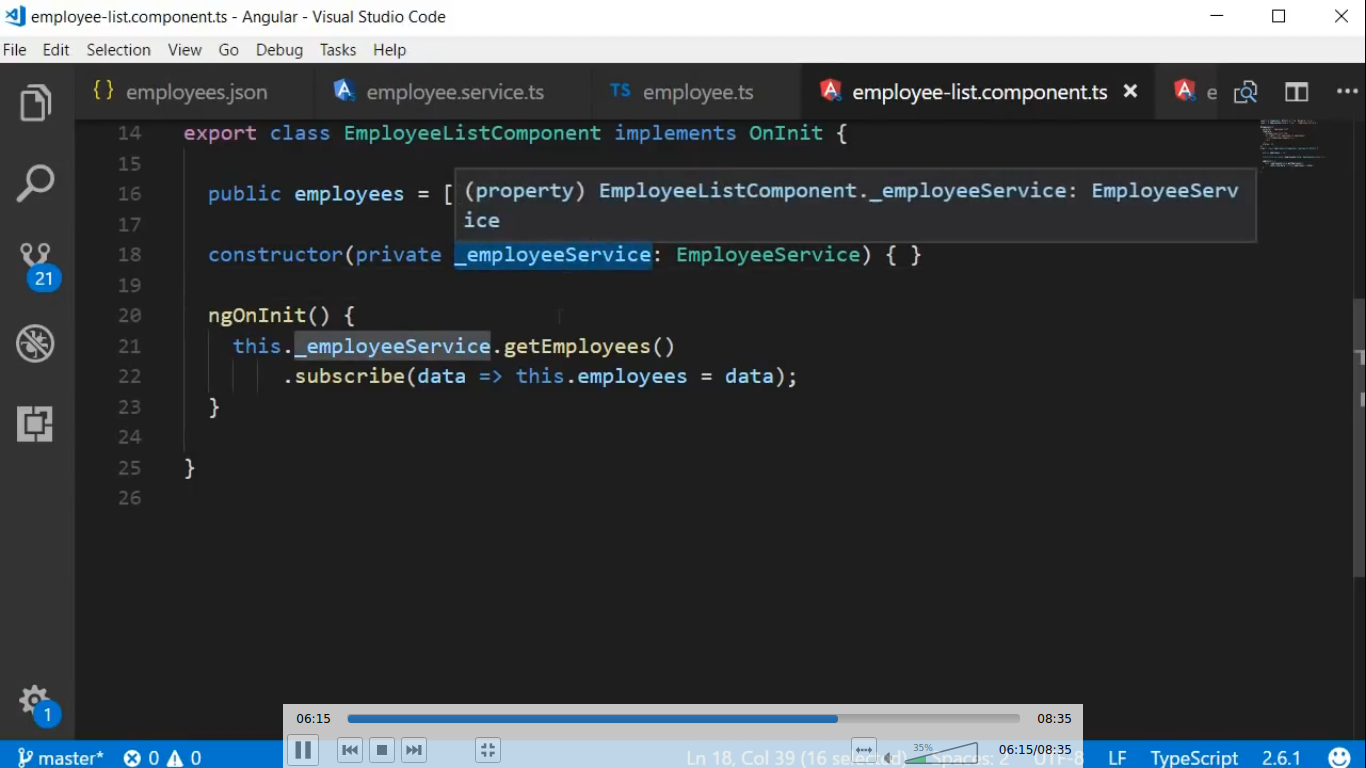 employee-list.component.ts - Angular - Visual Studio Code
File Edit Selection View Go Debug Tasks Help
{} employees.json employee.service.ts TS employee.ts employee-list.component.ts e
14 export class EmployeeListComponent implements OnInit {
15
16 public employees = [
(property) EmployeeListComponent._employeeService: EmployeeServ
ice
17
18 constructor(private _employeeService: EmployeeService) { }
19
20 ngOnInit() {
21 this._employeeService.getEmployees()
22 .subscribe(data => this.employees = data);
23 }
24
25 }
26
21
1
06:15 08:35
35% 06:15/08:35
master* 0 0 Ln 18, Col 39 (16 selected) Spaces: 2 UTF-8 LF TypeScript 2.6.1